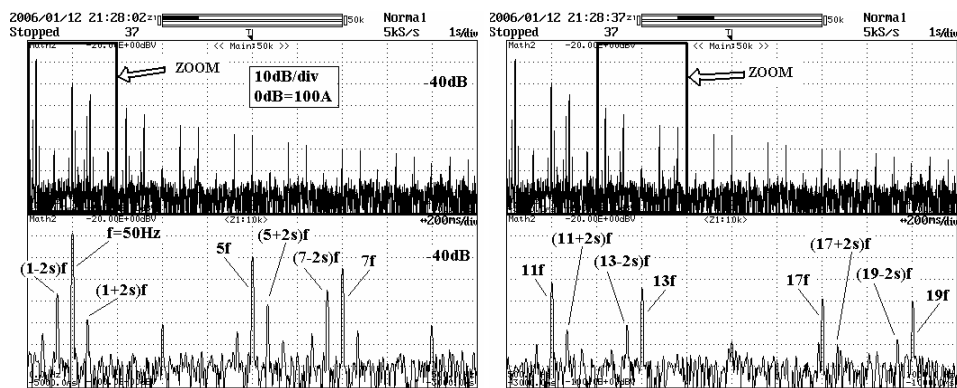 2006/01/12 21:28:02
50k
Normal
Stopped
37
5kS/s
1s/div
Math2
-20.00E+00dBV
<< Main:50k >>
ZOOM
10dB/div
0dB=100A
-40dB
Math2
-20.00E+00dBV
<Z1:10k>
200ms/div
f=50Hz
(1-2s)f
(1+2s)f
5f
(5+2s)f
(7-2s)f
7f
-40dB
2006/01/12 21:28:37
50k
Normal
Stopped
37
5kS/s
1s/div
Math2
-20.00E+00dBV
<< Main:50k >>
ZOOM
-40dB
Math2
-20.00E+00dBV
<Z1:10k>
200ms/div
11f
(11+2s)f
(13-2s)f
13f
17f
(17+2s)f
(19-2s)f
19f